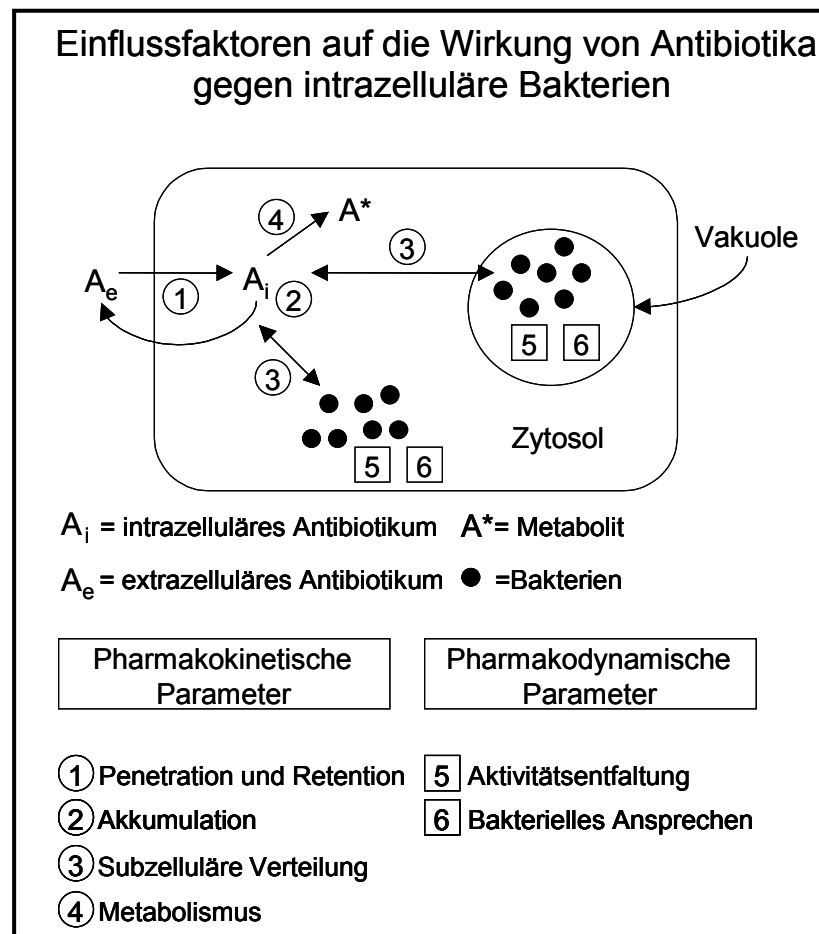 Einflussfaktoren auf die Wirkung von Antibiotika
gegen intrazelluläre Bakterien
4 A*
3
Vakuole
Ae 1 Ai 2
5 6
3
Zytosol
5 6
Ai = intrazelluläres Antibiotikum A*= Metabolit
Ae = extrazelluläres Antibiotikum ● =Bakterien
Pharmakokinetische
Parameter
Pharmakodynamische
Parameter
1 Penetration und Retention
2 Akkumulation
3 Subzelluläre Verteilung
4 Metabolismus
5 Aktivitätsentfaltung
6 Bakterielles Ansprechen